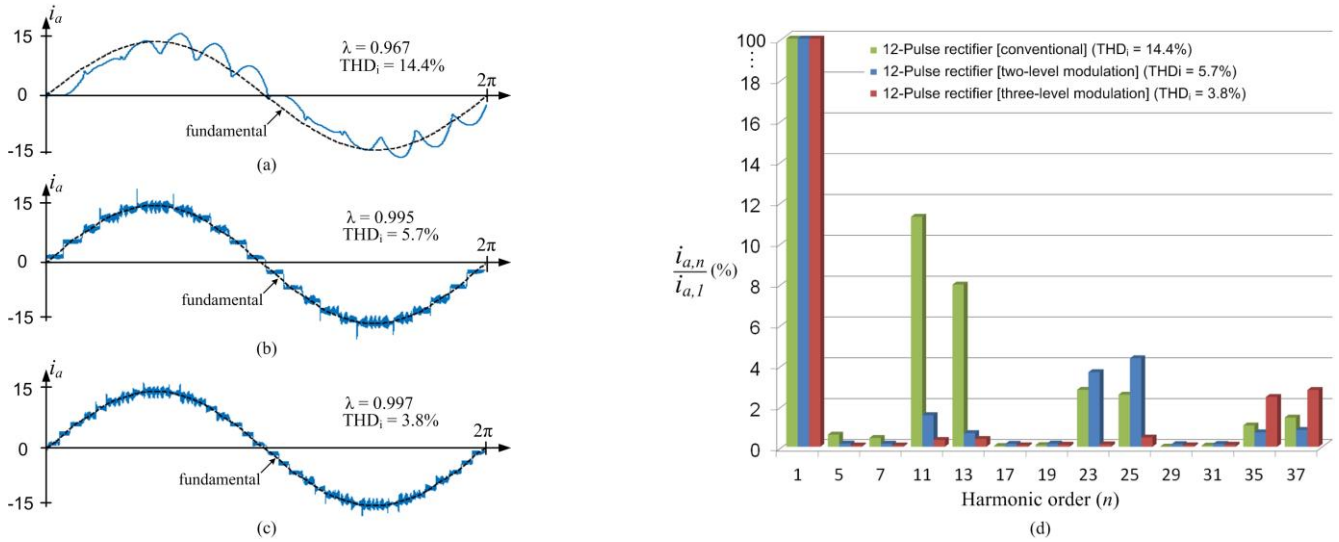 i_a
15
0
-15
λ = 0.967
THD_i = 14.4%
2π
fundamental
(a)
i_a
15
0
-15
λ = 0.995
THD_i = 5.7%
2π
fundamental
(b)
i_a
15
0
-15
λ = 0.997
THD_i = 3.8%
2π
fundamental
(c)
12-Pulse rectifier [conventional] (THD_i = 14.4%)
12-Pulse rectifier [two-level modulation] (THDi = 5.7%)
12-Pulse rectifier [three-level modulation] (THD_i = 3.8%)
i_a,n
i_a,1
(%)
100
⋮
18
16
14
12
10
8
6
4
2
0
1 5 7 11 13 17 19 23 25 29 31 35 37
Harmonic order (n)
(d)